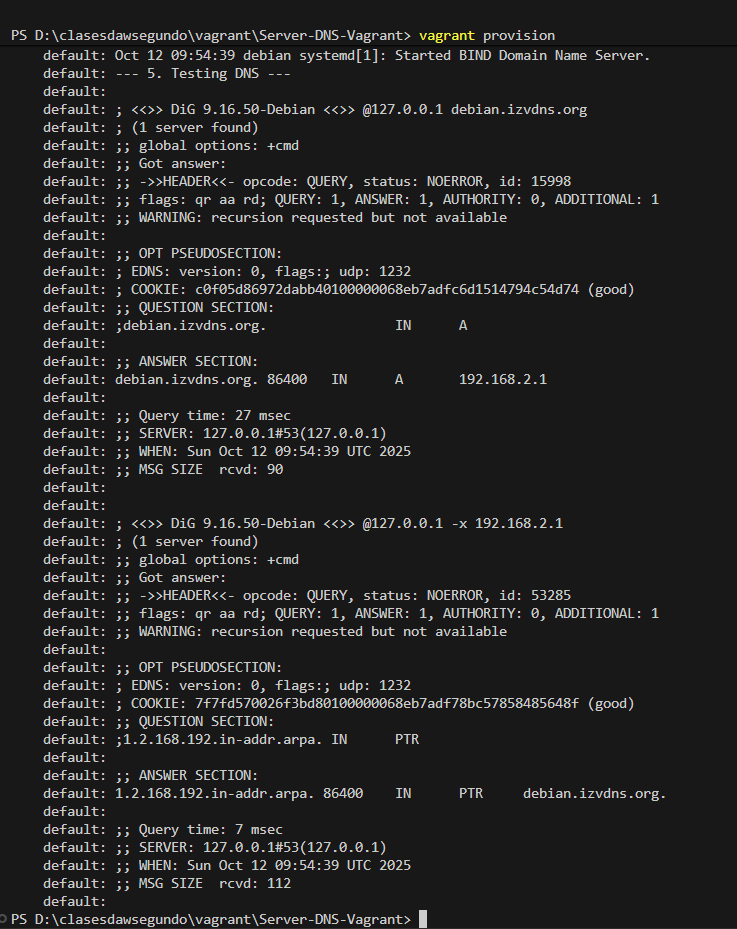 PS D:\clasesdawsegundo\vagrant\Server-DNS-Vagrant> vagrant provision
default: Oct 12 09:54:39 debian systemd[1]: Started BIND Domain Name Server.
default: --- 5. Testing DNS ---
default:
default: ; <<>> DiG 9.16.50-Debian <<>> @127.0.0.1 debian.izvdns.org
default: ; (1 server found)
default: ;; global options: +cmd
default: ;; Got answer:
default: ;; ->>HEADER<<- opcode: QUERY, status: NOERROR, id: 15998
default: ;; flags: qr aa rd; QUERY: 1, ANSWER: 1, AUTHORITY: 0, ADDITIONAL: 1
default: ;; WARNING: recursion requested but not available
default:
default: ;; OPT PSEUDOSECTION:
default: ; EDNS: version: 0, flags:; udp: 1232
default: ; COOKIE: c0f05d86972dabb40100000068eb7adfc6d1514794c54d74 (good)
default: ;; QUESTION SECTION:
default: ;debian.izvdns.org. IN A
default:
default: ;; ANSWER SECTION:
default: debian.izvdns.org. 86400 IN A 192.168.2.1
default:
default: ;; Query time: 27 msec
default: ;; SERVER: 127.0.0.1#53(127.0.0.1)
default: ;; WHEN: Sun Oct 12 09:54:39 UTC 2025
default: ;; MSG SIZE rcvd: 90
default:
default:
default: ; <<>> DiG 9.16.50-Debian <<>> @127.0.0.1 -x 192.168.2.1
default: ; (1 server found)
default: ;; global options: +cmd
default: ;; Got answer:
default: ;; ->>HEADER<<- opcode: QUERY, status: NOERROR, id: 53285
default: ;; flags: qr aa rd; QUERY: 1, ANSWER: 1, AUTHORITY: 0, ADDITIONAL: 1
default: ;; WARNING: recursion requested but not available
default:
default: ;; OPT PSEUDOSECTION:
default: ; EDNS: version: 0, flags:; udp: 1232
default: ; COOKIE: 7f7fd570026f3bd80100000068eb7adf78bc57858485648f (good)
default: ;; QUESTION SECTION:
default: ;1.2.168.192.in-addr.arpa. IN PTR
default:
default: ;; ANSWER SECTION:
default: 1.2.168.192.in-addr.arpa. 86400 IN PTR debian.izvdns.org.
default:
default: ;; Query time: 7 msec
default: ;; SERVER: 127.0.0.1#53(127.0.0.1)
default: ;; WHEN: Sun Oct 12 09:54:39 UTC 2025
default: ;; MSG SIZE rcvd: 112
default:
PS D:\clasesdawsegundo\vagrant\Server-DNS-Vagrant>